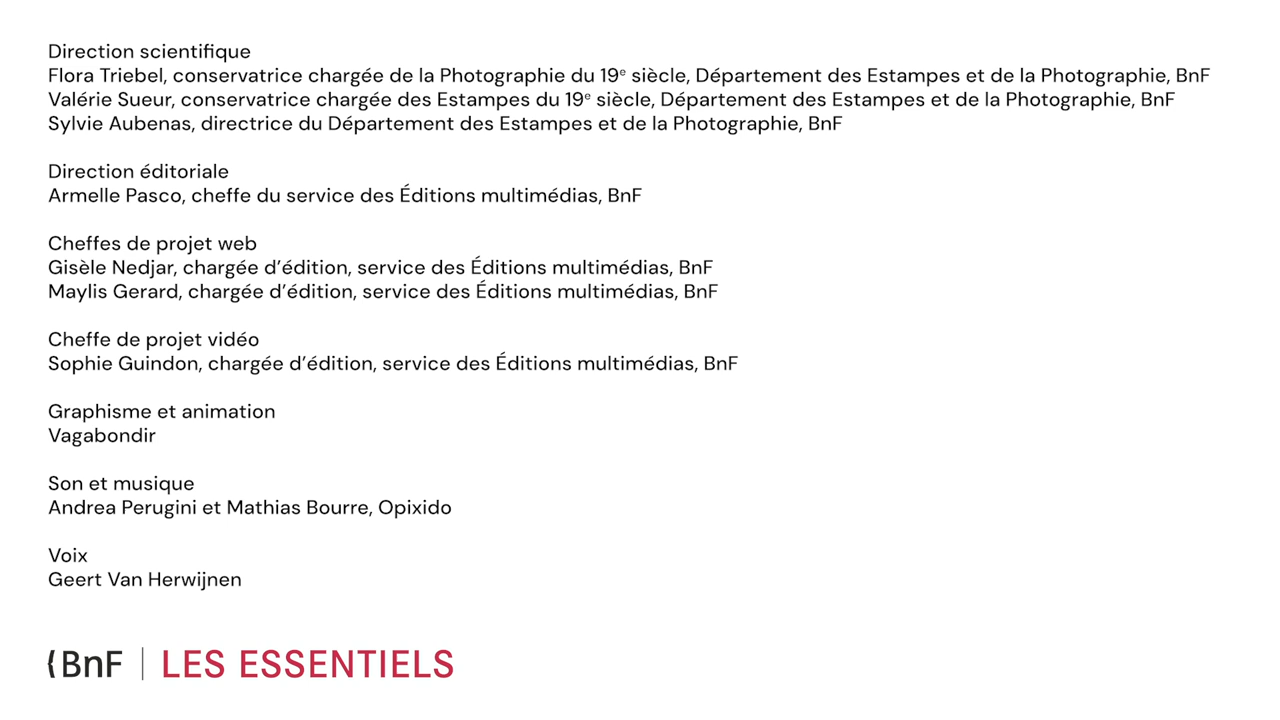 Direction scientifique
Flora Triebel, conservatrice chargée de la Photographie du 19e siècle, Département des Estampes et de la Photographie, BnF
Valérie Sueur, conservatrice chargée des Estampes du 19e siècle, Département des Estampes et de la Photographie, BnF
Sylvie Aubenas, directrice du Département des Estampes et de la Photographie, BnF
Direction éditoriale
Armelle Pasco, cheffe du service des Éditions multimédias, BnF
Cheffes de projet web
Gisèle Nedjar, chargée d’édition, service des Éditions multimédias, BnF
Maylis Gerard, chargée d’édition, service des Éditions multimédias, BnF
Cheffe de projet vidéo
Sophie Guindon, chargée d’édition, service des Éditions multimédias, BnF
Graphisme et animation
Vagabondir
Son et musique
Andrea Perugini et Mathias Bourre, Opixido
Voix
Geert Van Herwijnen
BnF | LES ESSENTIELS